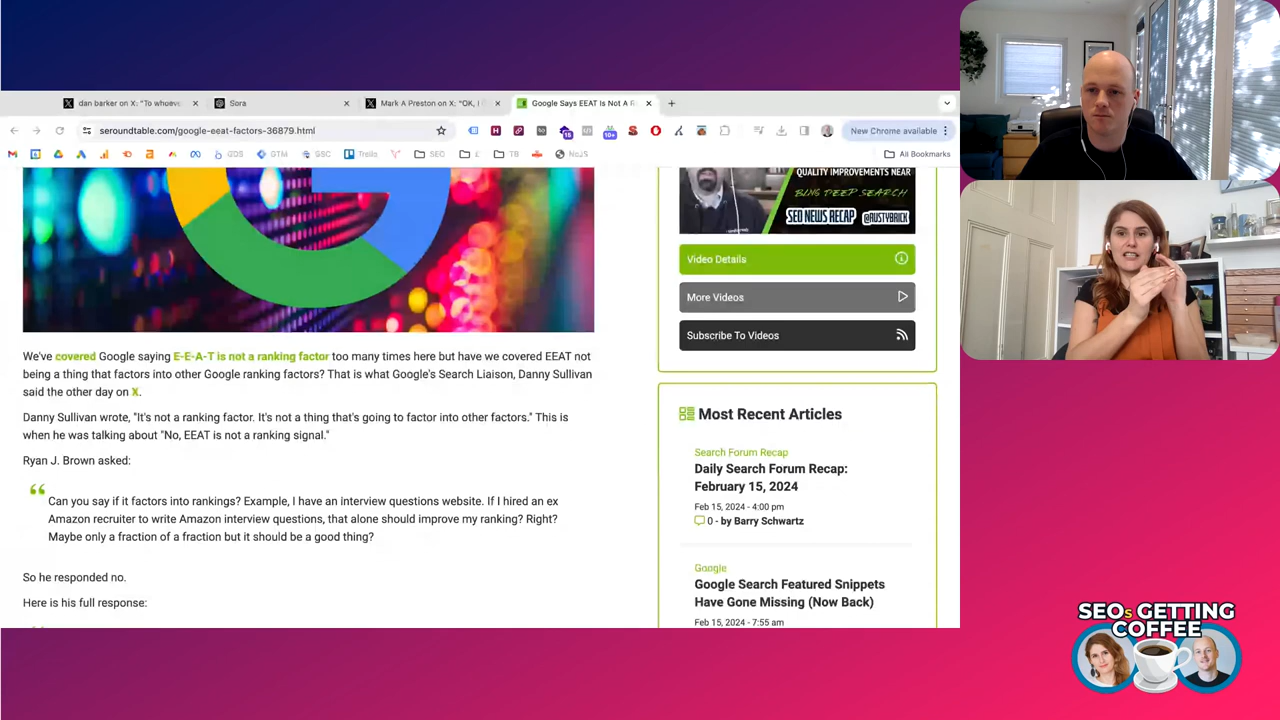 dan barker on X: "To whoeve
Sora
Mark A Preston on X: "OK, I
Google Says EEAT Is Not A R
seroundtable.com/google-eeat-factors-36879.html
New Chrome available
GDS
GTM
GSC
Trello
SEO
TB
NoJS
All Bookmarks
QUALITY IMPROVEMENTS NEAR
BING DEEP SEARCH
SEO NEWS RECAP
@RUSTYBRICK
Video Details
More Videos
Subscribe To Videos
We've covered Google saying E-E-A-T is not a ranking factor too many times here but have we covered EEAT not
being a thing that factors into other Google ranking factors? That is what Google's Search Liaison, Danny Sullivan
said the other day on X.
Danny Sullivan wrote, "It's not a ranking factor. It's not a thing that's going to factor into other factors." This is
when he was talking about "No, EEAT is not a ranking signal."
Ryan J. Brown asked:
Can you say if it factors into rankings? Example, I have an interview questions website. If I hired an ex
Amazon recruiter to write Amazon interview questions, that alone should improve my ranking? Right?
Maybe only a fraction of a fraction but it should be a good thing?
So he responded no.
Here is his full response:
Most Recent Articles
Search Forum Recap
Daily Search Forum Recap:
February 15, 2024
Feb 15, 2024 - 4:00 pm
0 - by Barry Schwartz
Google
Google Search Featured Snippets
Have Gone Missing (Now Back)
Feb 15, 2024 - 7:55 am
SEOs GETTING
COFFEE